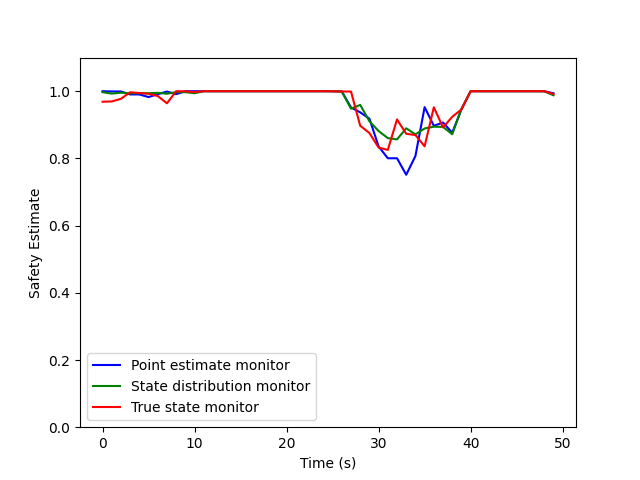 1.0
0.8
0.6
0.4
0.2
0.0
Safety Estimate
Point estimate monitor
State distribution monitor
True state monitor
0 10 20 30 40 50
Time (s)